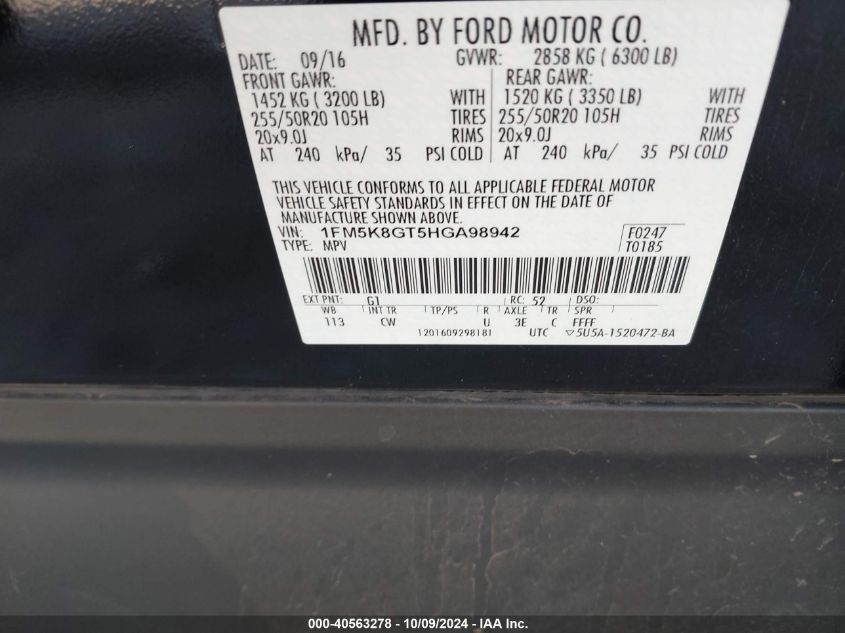 MFD. BY FORD MOTOR CO.
DATE: 09/16 GVWR: 2858 KG ( 6300 LB)
FRONT GAWR: REAR GAWR:
1452 KG ( 3200 LB) WITH 1520 KG ( 3350 LB) WITH
255/50R20 105H TIRES 255/50R20 105H TIRES
20x9.0J RIMS 20x9.0J RIMS
AT 240 kPa/ 35 PSI COLD AT 240 kPa/ 35 PSI COLD
THIS VEHICLE CONFORMS TO ALL APPLICABLE FEDERAL MOTOR
VEHICLE SAFETY STANDARDS IN EFFECT ON THE DATE OF
MANUFACTURE SHOWN ABOVE.
VIN: 1FM5K8GT5HGA98942 F0247
TYPE: MPV T0185
EXT PNT: G1 RC: 52 DSO:
WB INT TR TP/PS R AXLE TR SPR
113 CW U 3E C FFFF
1201609298181 UTC ▽5U5A-1520472-BA
000-40563278 - 10/09/2024 - IAA Inc.